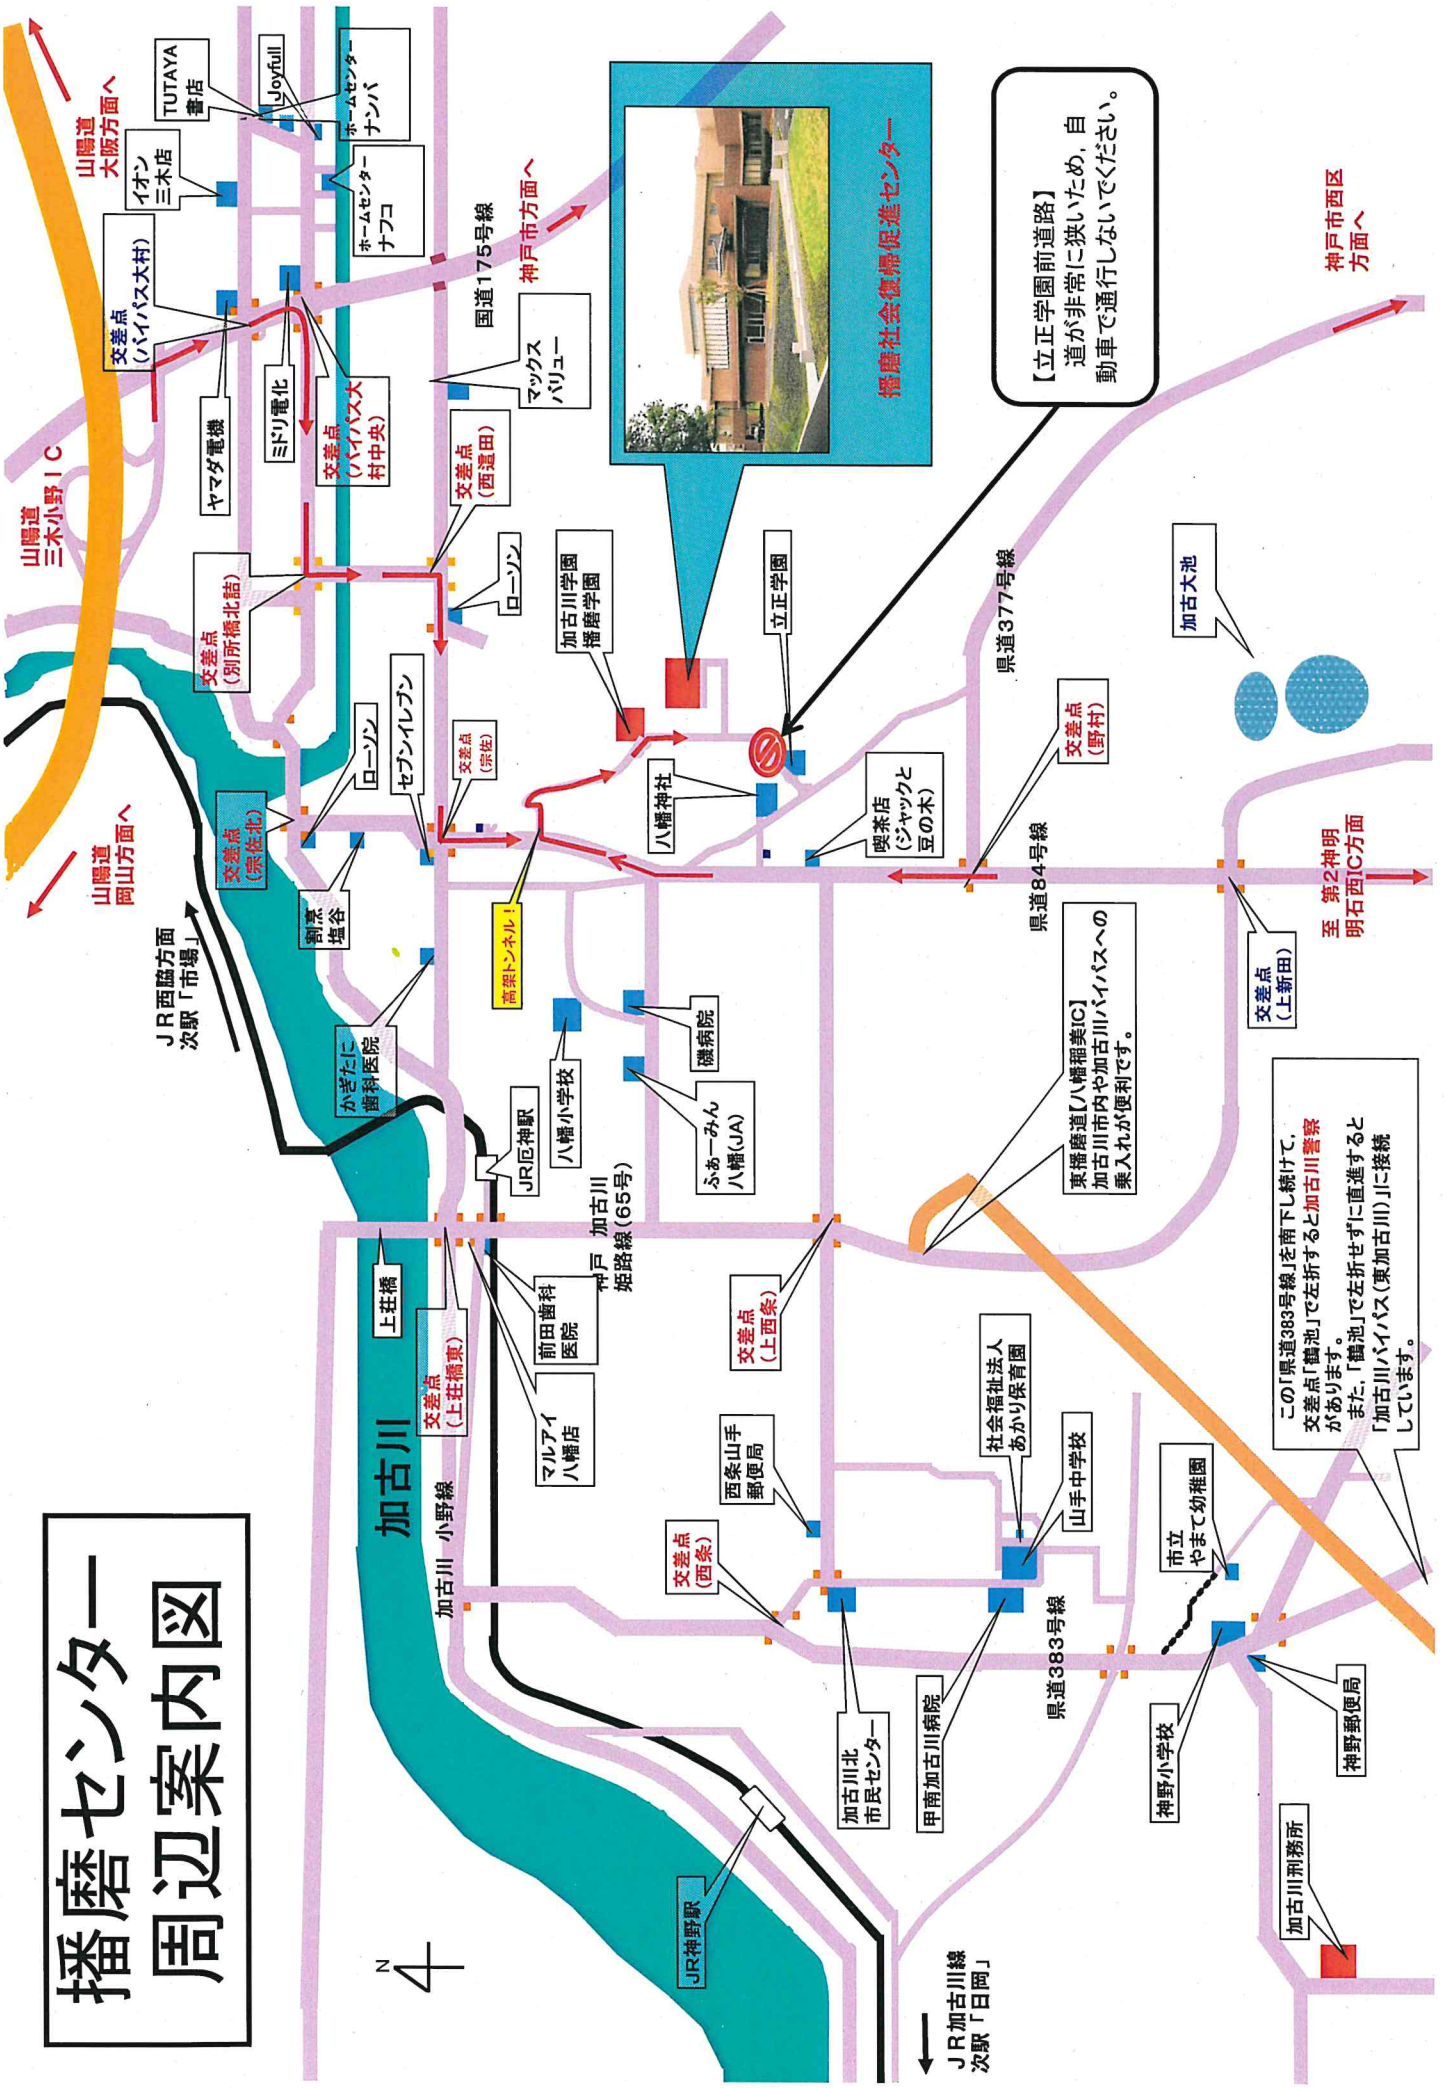 播磨センター
周辺案内図
N
加古川
山陽道
岡山方面へ
山陽道
三木小野IC
山陽道
大阪方面へ
JR西脇方面
次駅「市場」
交差点
(宗佐北)
ローソン
割烹
塩谷
セブンイレブン
かぎたに
歯科医院
交差点
(別所橋北詰)
ヤマダ電機
交差点
(バイパス大村)
ミドリ電化
交差点
(バイパス大
村中央)
イオン
三木店
TUTAYA
書店
Joyfull
ホームセンター
ナンバ
ホームセンター
ナフコ
国道175号線
神戸市方面へ
マックス
バリュー
交差点
(西這田)
ローソン
交差点
(宗佐)
高架トンネル!
上荘橋
交差点
(上荘橋東)
加古川 小野線
マルアイ
八幡店
前田歯科
医院
JR厄神駅
神戸 加古川
姫路線(65号)
八幡小学校
磯病院
ふぁーみん
八幡(JA)
加古川学園
播磨学園
八幡神社
立正学園
播磨社会復帰促進センター
【立正学園前道路】
道が非常に狭いため，自
動車で通行しないでください。
喫茶店
(ジャックと
豆の木)
県道377号線
交差点
(野村)
県道84号線
加古大池
神戸市西区
方面へ
交差点
(上新田)
至 第2神明
明石西IC方面
東播磨道【八幡稲美IC】
加古川市内や加古川バイパスへの
乗入れが便利です。
交差点
(上西条)
西条山手
郵便局
交差点
(西条)
社会福祉法人
あかり保育園
山手中学校
加古川北
市民センター
甲南加古川病院
県道383号線
市立
やまて幼稚園
神野小学校
神野郵便局
この「県道383号線」を南下し続けて，
交差点「鶴池」で左折すると加古川警察
があります。
また，「鶴池」で左折せずに直進すると
「加古川バイパス(東加古川)」に接続
しています。
JR神野駅
JR加古川線
次駅「日岡」
加古川刑務所